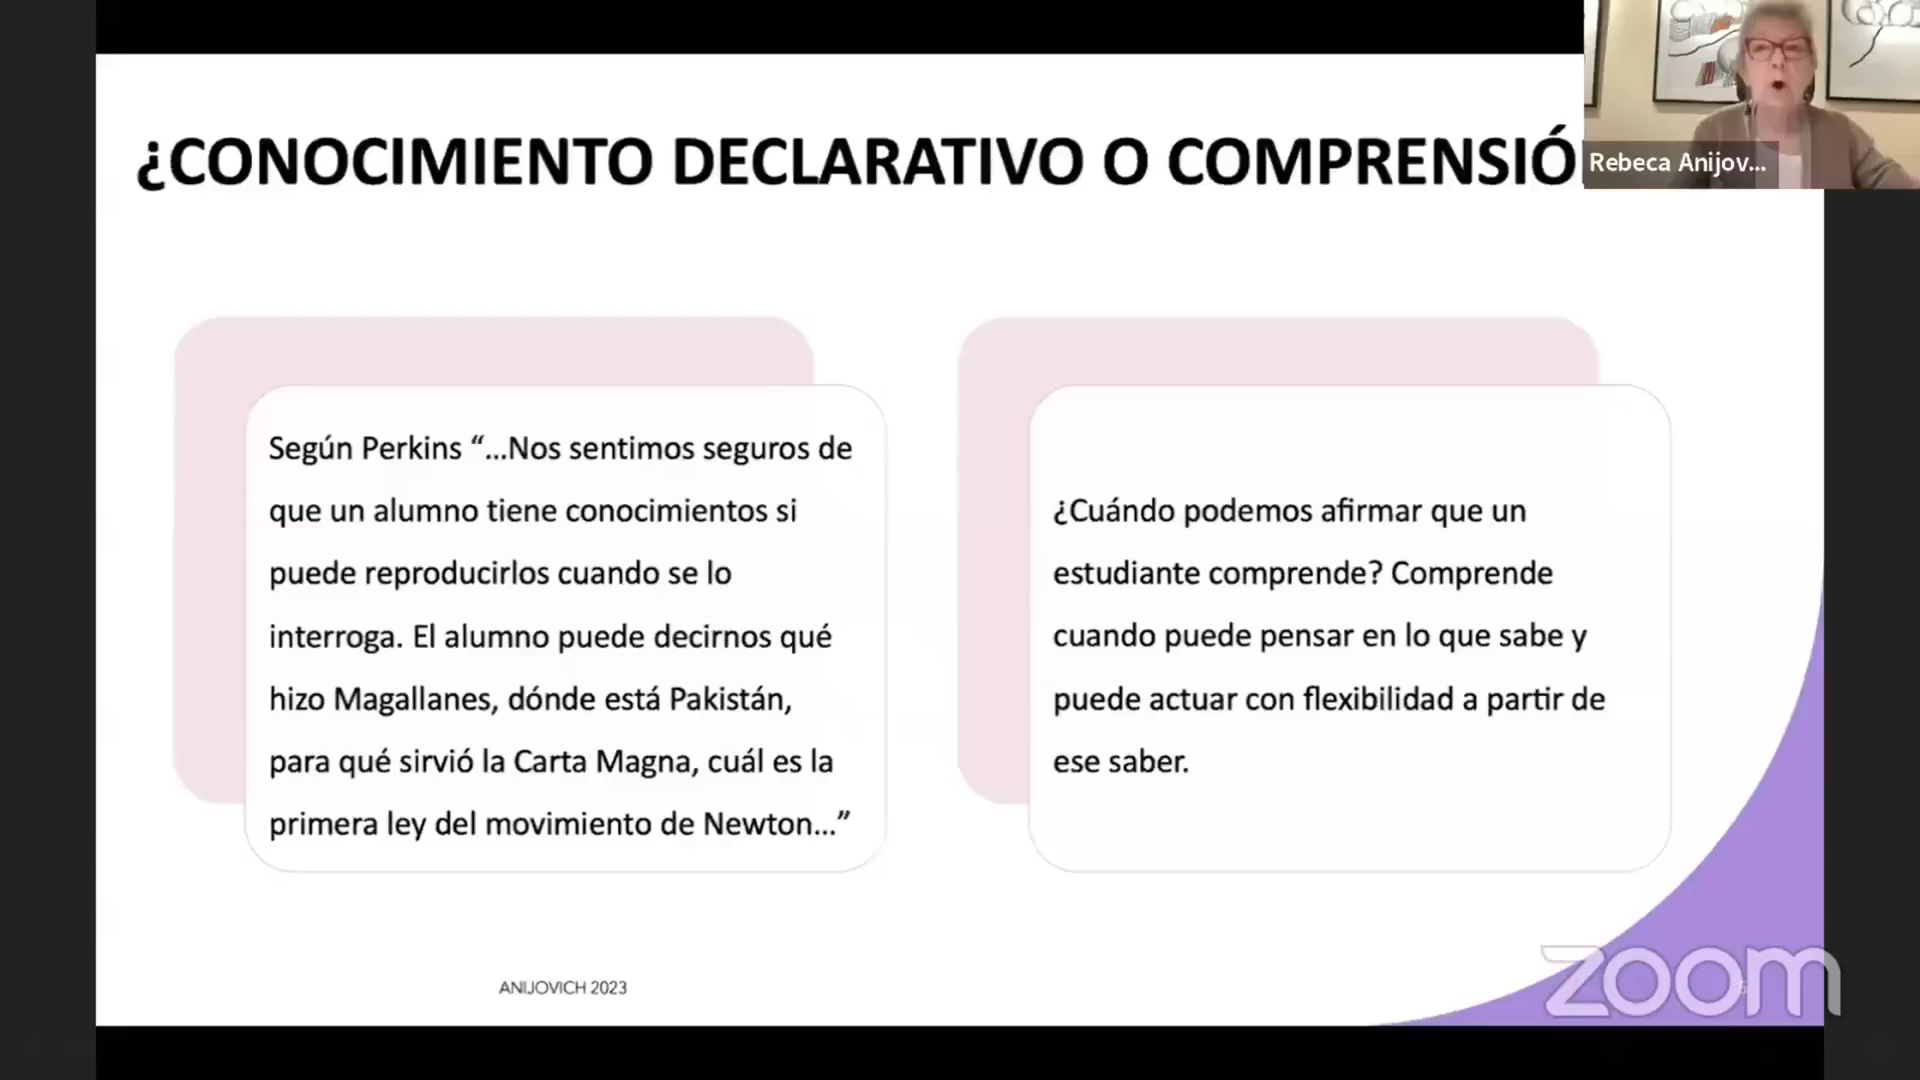 ¿CONOCIMIENTO DECLARATIVO O COMPRENSIÓ
Rebeca Anijov...
Según Perkins “...Nos sentimos seguros de
que un alumno tiene conocimientos si
puede reproducirlos cuando se lo
interroga. El alumno puede decirnos qué
hizo Magallanes, dónde está Pakistán,
para qué sirvió la Carta Magna, cuál es la
primera ley del movimiento de Newton...”
¿Cuándo podemos afirmar que un
estudiante comprende? Comprende
cuando puede pensar en lo que sabe y
puede actuar con flexibilidad a partir de
ese saber.
ANIJOVICH 2023
zoom